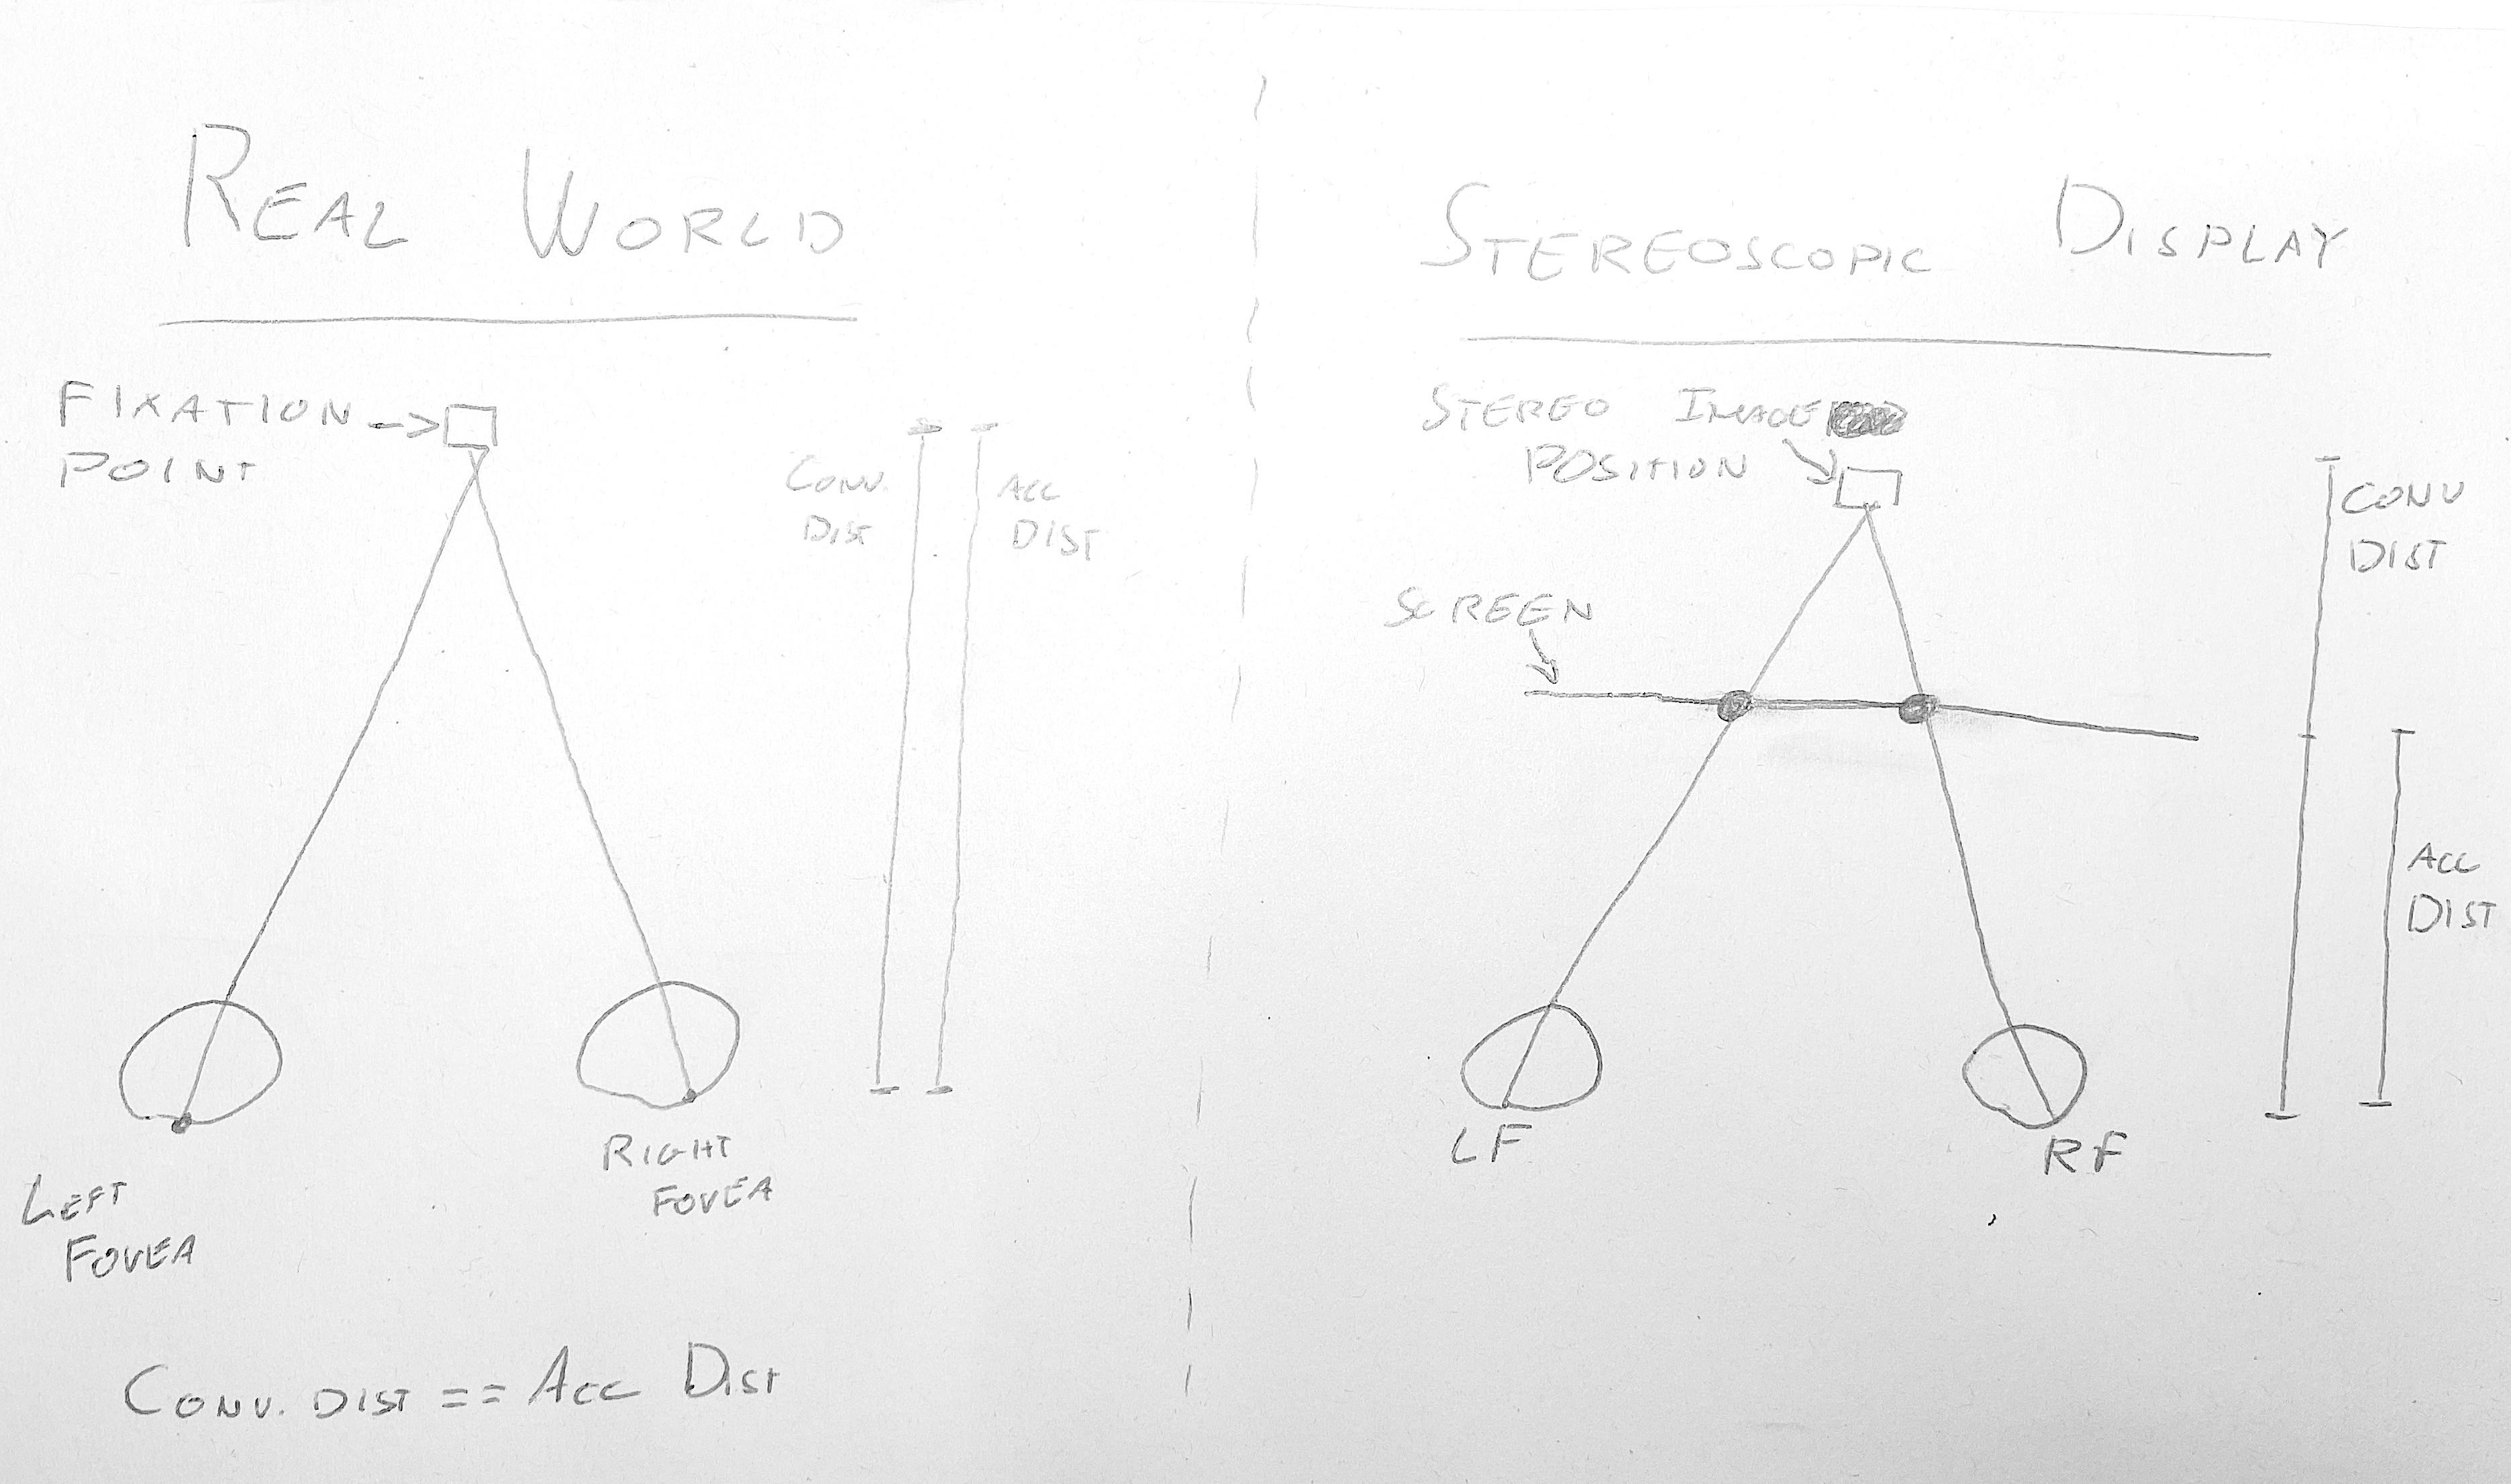 REAL WORLD
FIXATION
POINT
CONV.
DIST
ACC
DIST
LEFT
FOVEA
RIGHT
FOVEA
CONV. DIST == ACC DIST
STEREOSCOPIC DISPLAY
STEREO IMAGE
POSITION
SCREEN
CONV
DIST
ACC
DIST
LF
RF